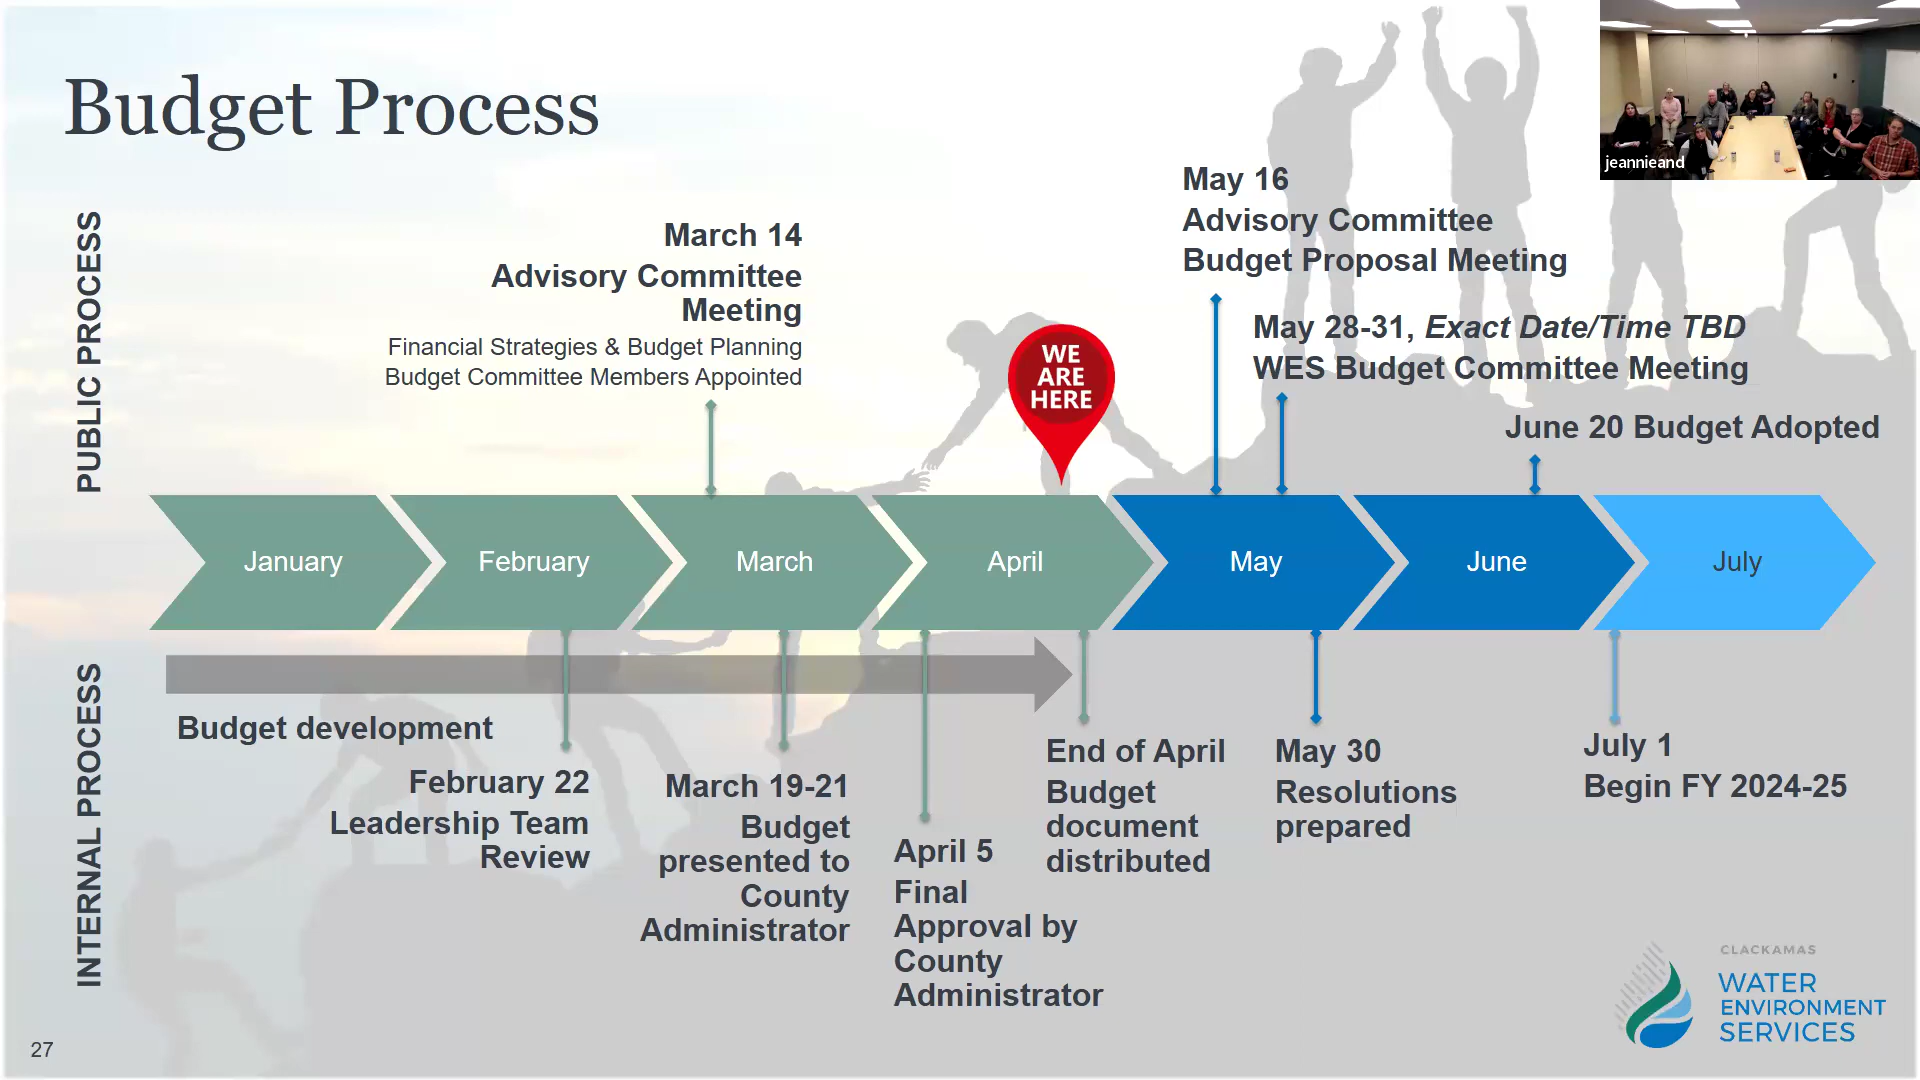 Budget Process
jeannieand
PUBLIC PROCESS
March 14
Advisory Committee
Meeting
Financial Strategies & Budget Planning
Budget Committee Members Appointed
WE
ARE
HERE
May 16
Advisory Committee
Budget Proposal Meeting
May 28-31, Exact Date/Time TBD
WES Budget Committee Meeting
June 20 Budget Adopted
January
February
March
April
May
June
July
INTERNAL PROCESS
Budget development
February 22
Leadership Team
Review
March 19-21
Budget
presented to
County
Administrator
April 5
Final
Approval by
County
Administrator
End of April
Budget
document
distributed
May 30
Resolutions
prepared
July 1
Begin FY 2024-25
CLACKAMAS
WATER
ENVIRONMENT
SERVICES
27